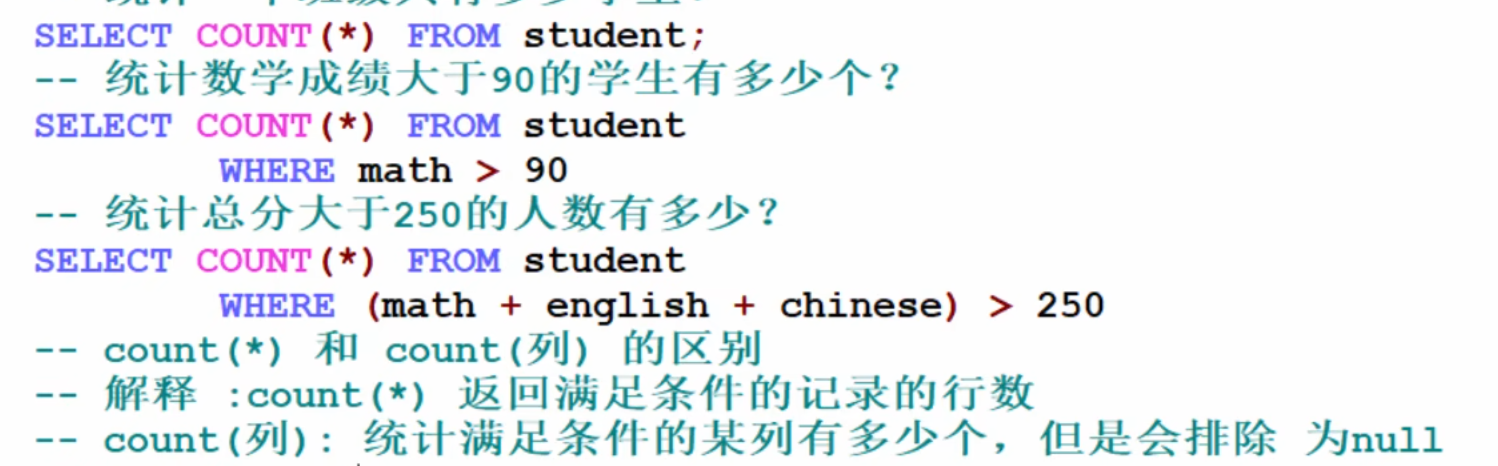 SELECT COUNT(*) FROM student;
-- 统计数学成绩大于90的学生有多少个?
SELECT COUNT(*) FROM student
WHERE math > 90
-- 统计总分大于250的人数有多少?
SELECT COUNT(*) FROM student
WHERE (math + english + chinese) > 250
-- count(*) 和 count(列) 的区别
-- 解释 :count(*) 返回满足条件的记录的行数
-- count(列): 统计满足条件的某列有多少个，但是会排除 为null